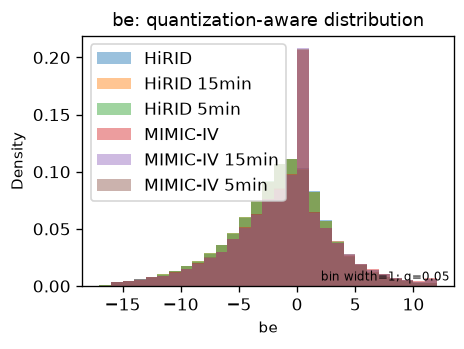 be: quantization-aware distribution
Density
0.20
0.15
0.10
0.05
0.00
HiRID
HiRID 15min
HiRID 5min
MIMIC-IV
MIMIC-IV 15min
MIMIC-IV 5min
bin width=1; q=0.05
−15 −10 −5 0 5 10
be